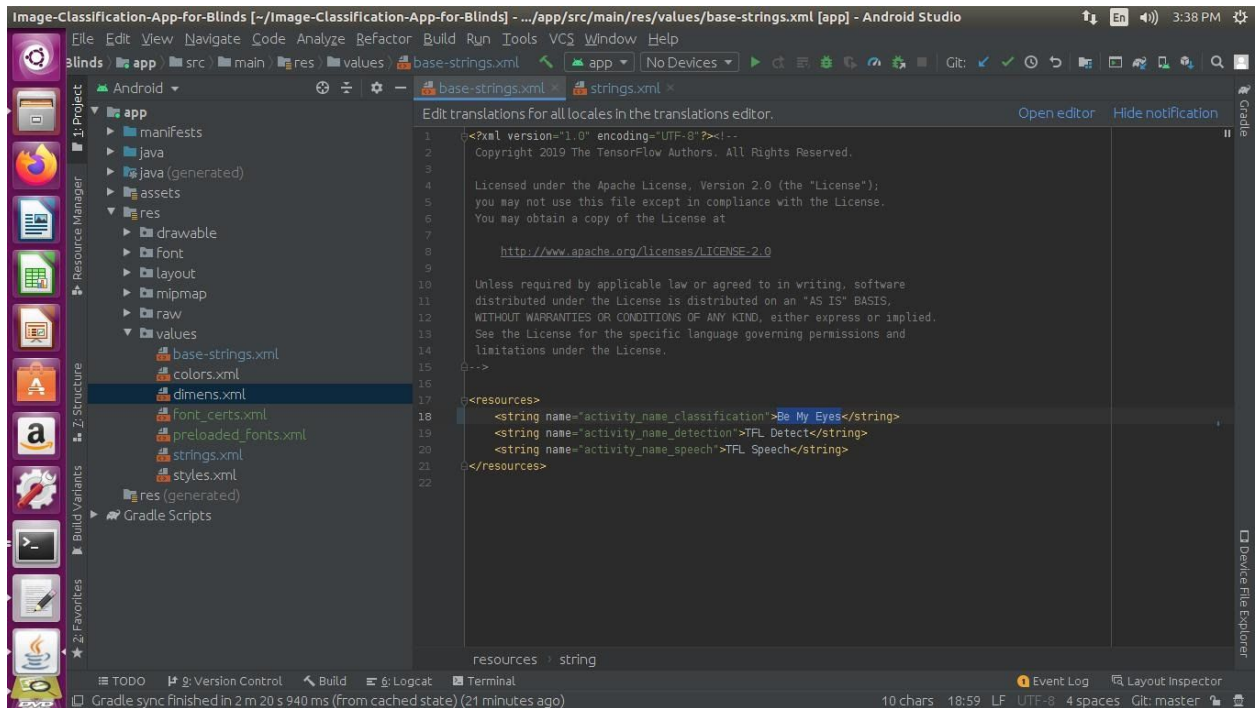 Image-Classification-App-for-Blinds [~/Image-Classification-App-for-Blinds] - .../app/src/main/res/values/base-strings.xml [app] - Android Studio
En 3:38 PM
File Edit View Navigate Code Analyze Refactor Build Run Tools VCS Window Help
Blinds app src main res values base-strings.xml app No Devices Git:
Android
base-strings.xml strings.xml
Edit translations for all locales in the translations editor. Open editor Hide notification
1: Project
Resource Manager
7: Structure
Build Variants
2: Favorites
app
manifests
java
java (generated)
assets
res
drawable
font
layout
mipmap
raw
values
base-strings.xml
colors.xml
dimens.xml
font_certs.xml
preloaded_fonts.xml
strings.xml
styles.xml
res (generated)
Gradle Scripts
1 <?xml version="1.0" encoding="UTF-8"?><!--
2 Copyright 2019 The TensorFlow Authors. All Rights Reserved.
3
4 Licensed under the Apache License, Version 2.0 (the "License");
5 you may not use this file except in compliance with the License.
6 You may obtain a copy of the License at
7
8 http://www.apache.org/licenses/LICENSE-2.0
9
10 Unless required by applicable law or agreed to in writing, software
11 distributed under the License is distributed on an "AS IS" BASIS,
12 WITHOUT WARRANTIES OR CONDITIONS OF ANY KIND, either express or implied.
13 See the License for the specific language governing permissions and
14 limitations under the License.
15 -->
16
17 <resources>
18 <string name="activity_name_classification">Be My Eyes</string>
19 <string name="activity_name_detection">TFL Detect</string>
20 <string name="activity_name_speech">TFL Speech</string>
21 </resources>
22
Gradle
Device File Explorer
resources string
TODO 9: Version Control Build 6: Logcat Terminal 1 Event Log Layout Inspector
Gradle sync finished in 2 m 20 s 940 ms (from cached state) (21 minutes ago) 10 chars 18:59 LF UTF-8 4 spaces Git: master